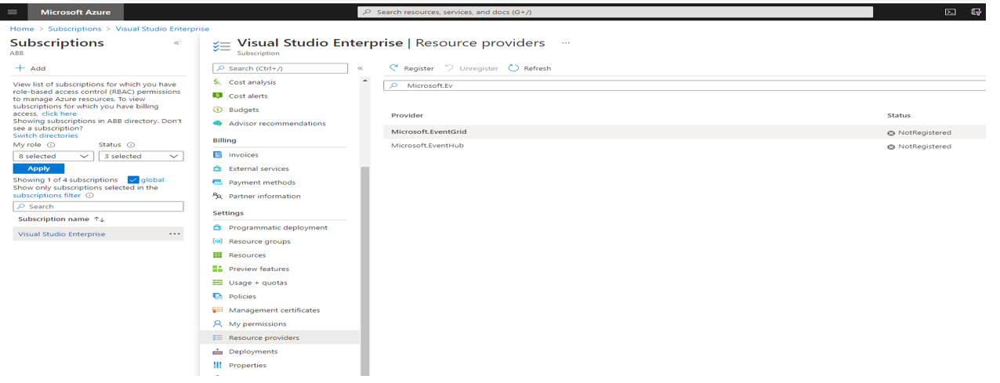 Microsoft Azure
Search resources, services, and docs (G+/)
Home > Subscriptions > Visual Studio Enterprise
Subscriptions
ABB
Add
View list of subscriptions for which you have
role-based access control (RBAC) permissions
to manage Azure resources. To view
subscriptions for which you have billing
access, click here
Showing subscriptions in ABB directory. Don't
see a subscription?
Switch directories
My role
Status
8 selected
3 selected
Apply
Showing 1 of 4 subscriptions
global
Show only subscriptions selected in the
subscriptions filter
Search
Subscription name
Visual Studio Enterprise
Visual Studio Enterprise | Resource providers
Subscription
Search (Ctrl+/)
Cost analysis
Cost alerts
Budgets
Advisor recommendations
Billing
Invoices
External services
Payment methods
Partner information
Settings
Programmatic deployment
Resource groups
Resources
Preview features
Usage + quotas
Policies
Management certificates
My permissions
Resource providers
Deployments
Properties
Register
Unregister
Refresh
Microsoft.Ev
Provider
Status
Microsoft.EventGrid
NotRegistered
Microsoft.EventHub
NotRegistered